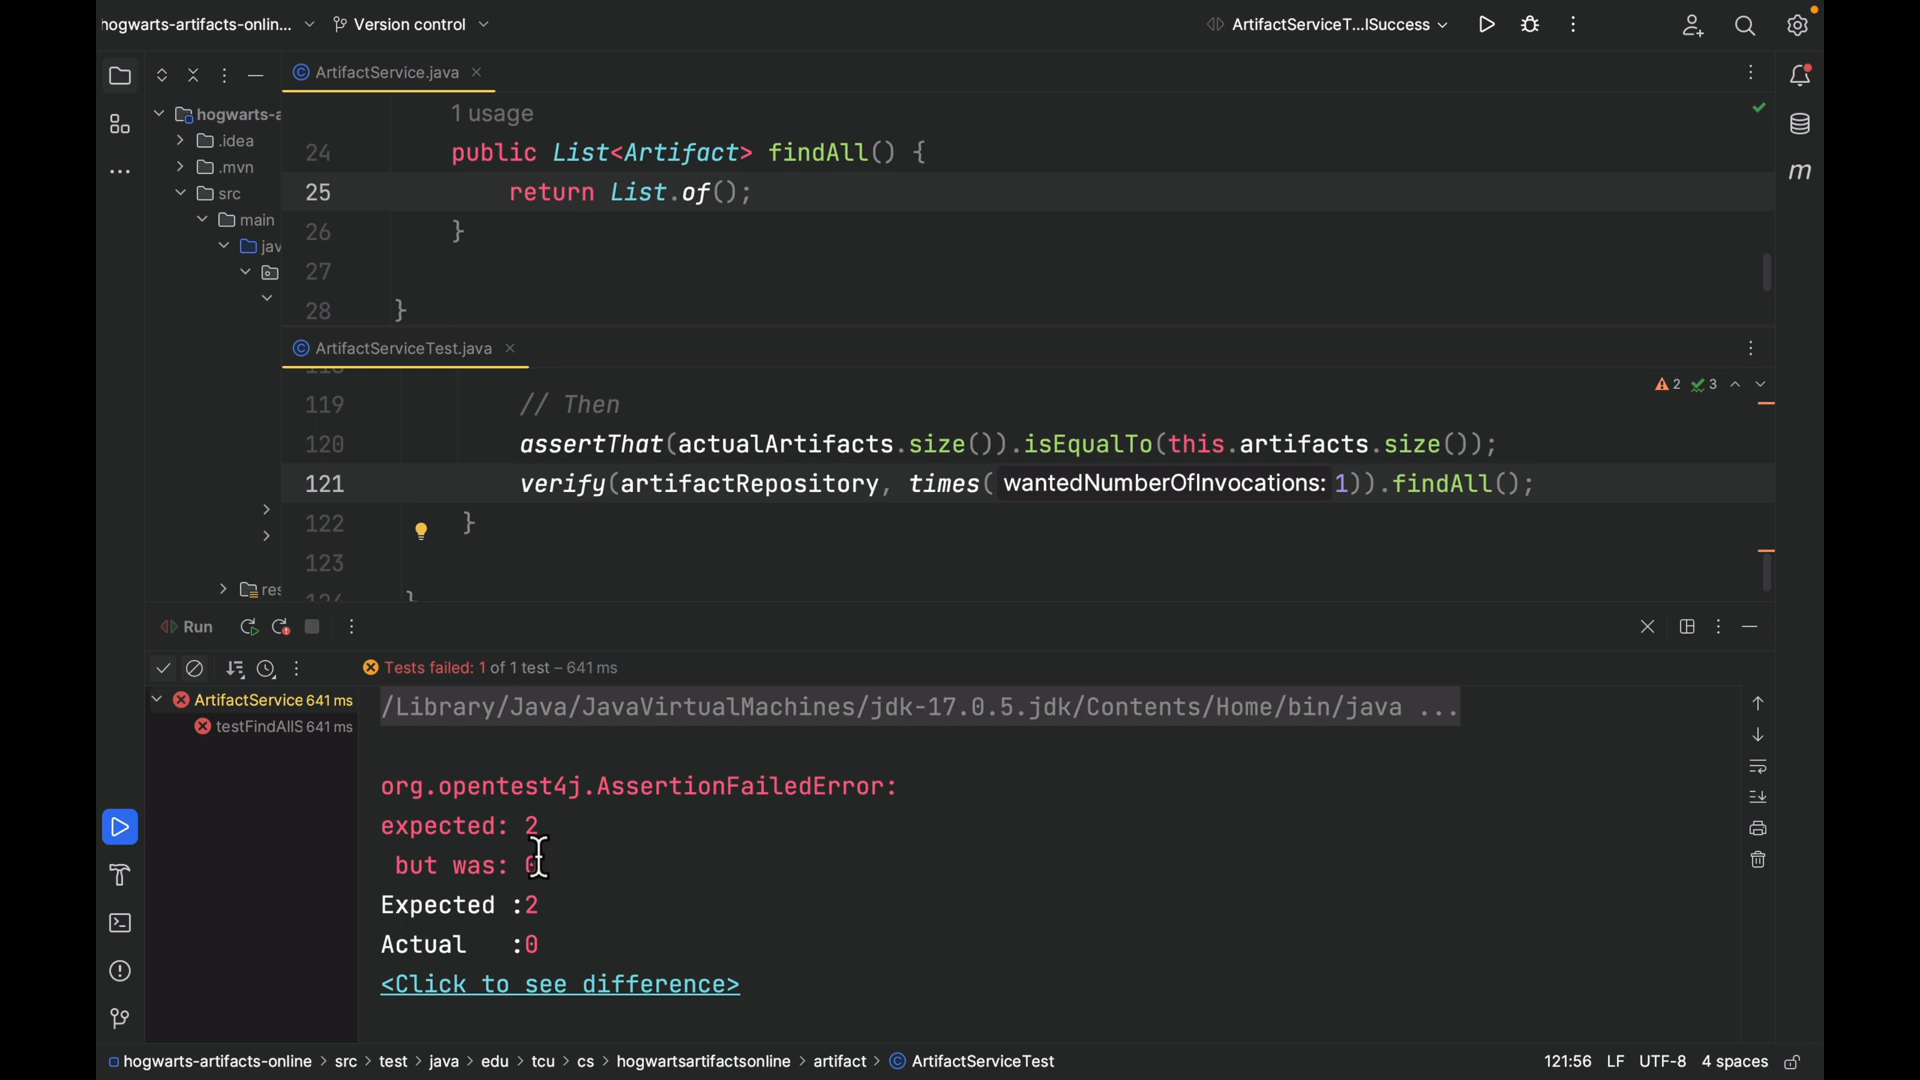 hogwarts-artifacts-onlin...
Version control
ArtifactServiceT...lSuccess
ArtifactService.java
hogwarts-a
.idea
.mvn
src
main
jav
res
1 usage
24 public List<Artifact> findAll() {
25 return List.of();
26 }
27
28 }
ArtifactServiceTest.java
2 3
119 // Then
120 assertThat(actualArtifacts.size()).isEqualTo(this.artifacts.size());
121 verify(artifactRepository, times( wantedNumberOfInvocations: 1)).findAll();
122 }
123
Run
Tests failed: 1 of 1 test – 641 ms
ArtifactService 641 ms
testFindAllS 641 ms
/Library/Java/JavaVirtualMachines/jdk-17.0.5.jdk/Contents/Home/bin/java ...
org.opentest4j.AssertionFailedError:
expected: 2
but was: 0
Expected :2
Actual :0
<Click to see difference>
hogwarts-artifacts-online > src > test > java > edu > tcu > cs > hogwartsartifactsonline > artifact > ArtifactServiceTest
121:56 LF UTF-8 4 spaces